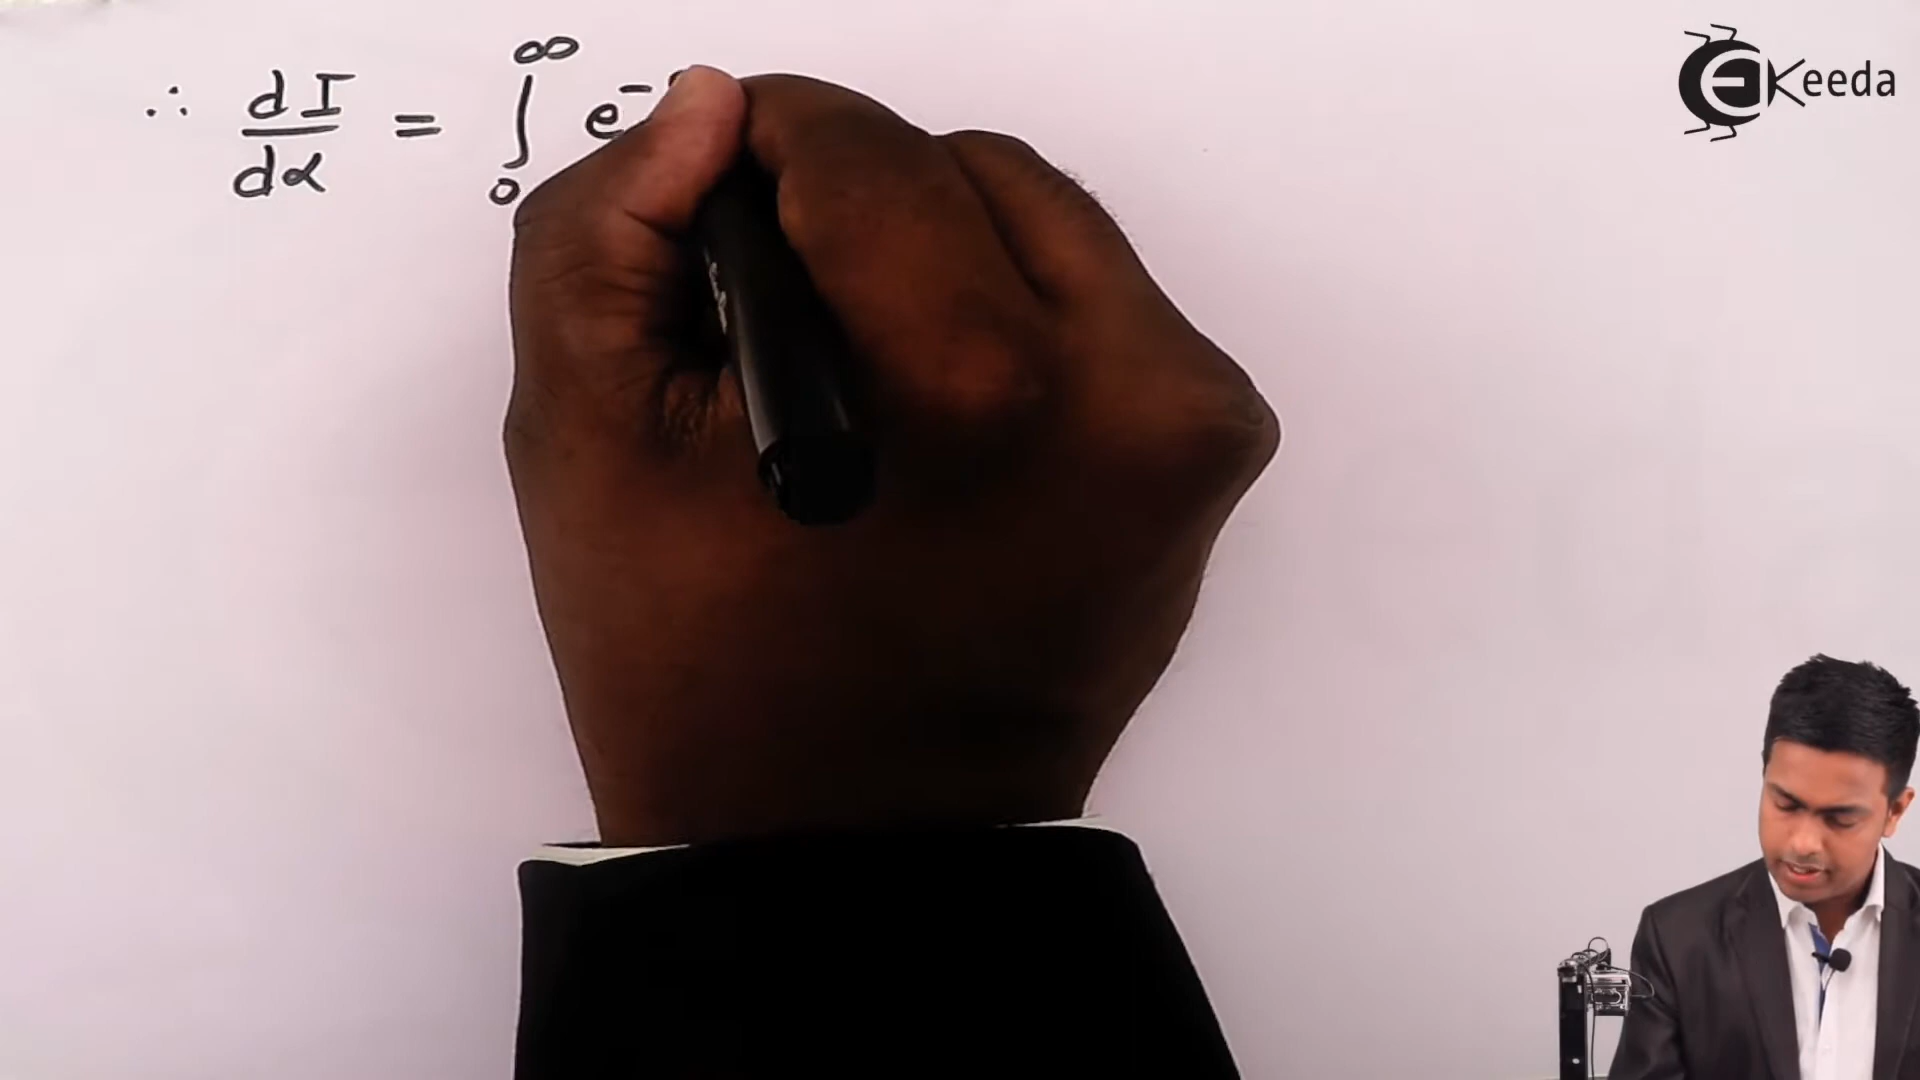 ∴ dI/dα = ∫₀^∞ e⁻
eKeeda